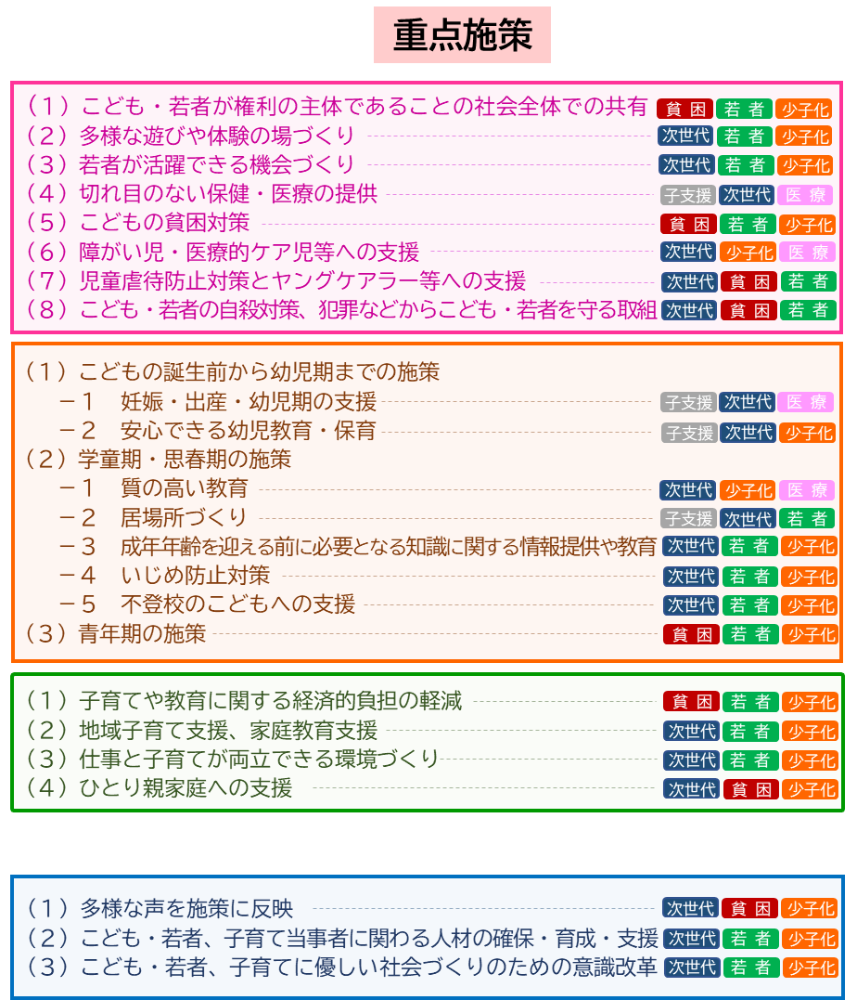 重点施策
（１）こども・若者が権利の主体であることの社会全体での共有 貧 困 若 者 少子化
（２）多様な遊びや体験の場づくり 次世代 若 者 少子化
（３）若者が活躍できる機会づくり 次世代 若 者 少子化
（４）切れ目のない保健・医療の提供 子支援 次世代 医 療
（５）こどもの貧困対策 貧 困 若 者 少子化
（６）障がい児・医療的ケア児等への支援 次世代 少子化 医 療
（７）児童虐待防止対策とヤングケアラー等への支援 次世代 貧 困 若 者
（８）こども・若者の自殺対策、犯罪などからこども・若者を守る取組 次世代 貧 困 若 者
（１）こどもの誕生前から幼児期までの施策
－１　妊娠・出産・幼児期の支援 子支援 次世代 医 療
－２　安心できる幼児教育・保育 子支援 次世代 少子化
（２）学童期・思春期の施策
－１　質の高い教育 次世代 少子化 医 療
－２　居場所づくり 子支援 次世代 若 者
－３　成年年齢を迎える前に必要となる知識に関する情報提供や教育 次世代 若 者 少子化
－４　いじめ防止対策 次世代 若 者 少子化
－５　不登校のこどもへの支援 次世代 若 者 少子化
（３）青年期の施策 貧 困 若 者 少子化
（１）子育てや教育に関する経済的負担の軽減 貧 困 若 者 少子化
（２）地域子育て支援、家庭教育支援 次世代 若 者 少子化
（３）仕事と子育てが両立できる環境づくり 次世代 若 者 少子化
（４）ひとり親家庭への支援 次世代 貧 困 少子化
（１）多様な声を施策に反映 次世代 貧 困 少子化
（２）こども・若者、子育て当事者に関わる人材の確保・育成・支援 次世代 若 者 少子化
（３）こども・若者、子育てに優しい社会づくりのための意識改革 次世代 若 者 少子化